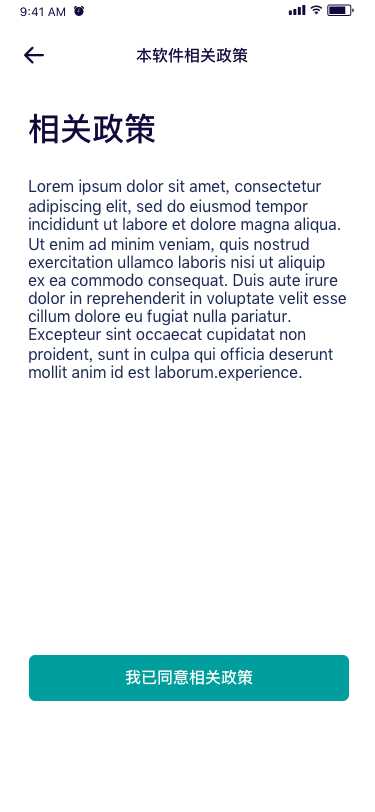 9:41 AM
本软件相关政策
相关政策
Lorem ipsum dolor sit amet, consectetur
adipiscing elit, sed do eiusmod tempor
incididunt ut labore et dolore magna aliqua.
Ut enim ad minim veniam, quis nostrud
exercitation ullamco laboris nisi ut aliquip
ex ea commodo consequat. Duis aute irure
dolor in reprehenderit in voluptate velit esse
cillum dolore eu fugiat nulla pariatur.
Excepteur sint occaecat cupidatat non
proident, sunt in culpa qui officia deserunt
mollit anim id est laborum.experience.
我已同意相关政策